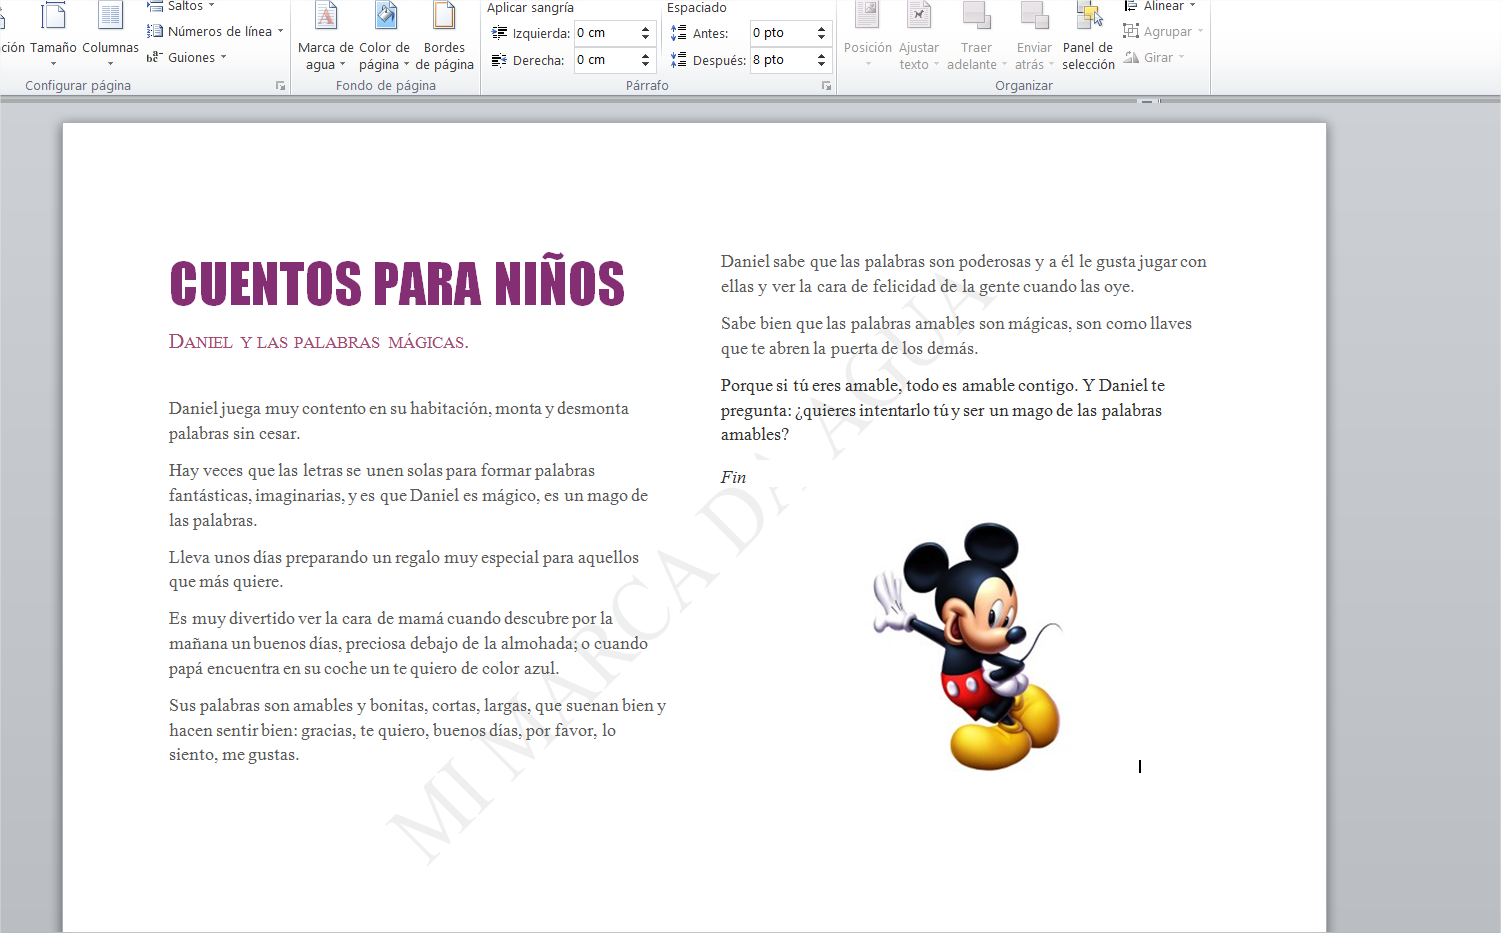 Saltos
Aplicar sangría
Espaciado
Alinear
ción Tamaño Columnas
Números de línea
Marca de agua
Color de página
Bordes de página
Izquierda: 0 cm
Antes: 0 pto
Posición
Ajustar texto
Traer adelante
Enviar atrás
Panel de selección
Agrupar
Guiones
Derecha: 0 cm
Después: 8 pto
Girar
Configurar página
Fondo de página
Párrafo
Organizar
CUENTOS PARA NIÑOS
DANIEL Y LAS PALABRAS MÁGICAS.
Daniel juega muy contento en su habitación, monta y desmonta
palabras sin cesar.
Hay veces que las letras se unen solas para formar palabras
fantásticas, imaginarias, y es que Daniel es mágico, es un mago de
las palabras.
Lleva unos días preparando un regalo muy especial para aquellos
que más quiere.
Es muy divertido ver la cara de mamá cuando descubre por la
mañana un buenos días, preciosa debajo de la almohada; o cuando
papá encuentra en su coche un te quiero de color azul.
Sus palabras son amables y bonitas, cortas, largas, que suenan bien y
hacen sentir bien: gracias, te quiero, buenos días, por favor, lo
siento, me gustas.
Daniel sabe que las palabras son poderosas y a él le gusta jugar con
ellas y ver la cara de felicidad de la gente cuando las oye.
Sabe bien que las palabras amables son mágicas, son como llaves
que te abren la puerta de los demás.
Porque si tú eres amable, todo es amable contigo. Y Daniel te
pregunta: ¿quieres intentarlo tú y ser un mago de las palabras
amables?
Fin
MI MARCA D AGUA